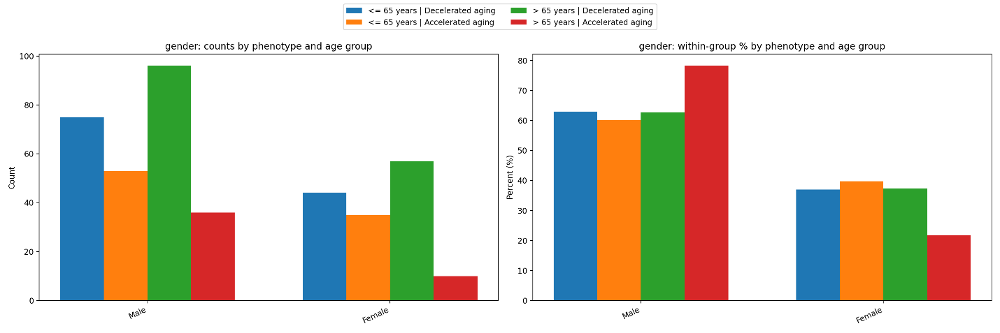 <= 65 years | Decelerated aging
<= 65 years | Accelerated aging
> 65 years | Decelerated aging
> 65 years | Accelerated aging
gender: counts by phenotype and age group
Count
100
80
60
40
20
0
Male
Female
gender: within-group % by phenotype and age group
Percent (%)
80
70
60
50
40
30
20
10
0
Male
Female